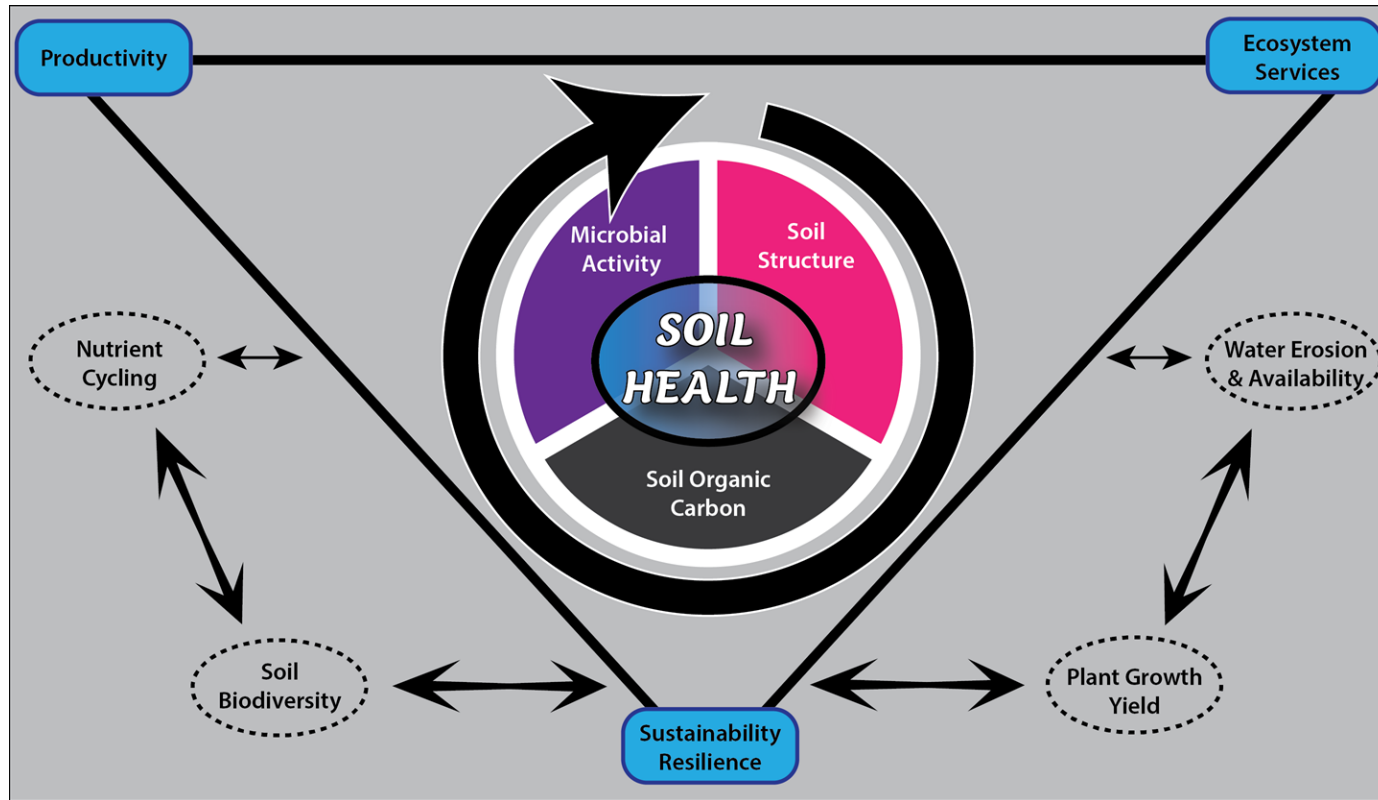 Productivity
Ecosystem
Services
Microbial
Activity
Soil
Structure
SOIL
HEALTH
Nutrient
Cycling
Water Erosion
& Availability
Soil Organic
Carbon
Soil
Biodiversity
Plant Growth
Yield
Sustainability
Resilience